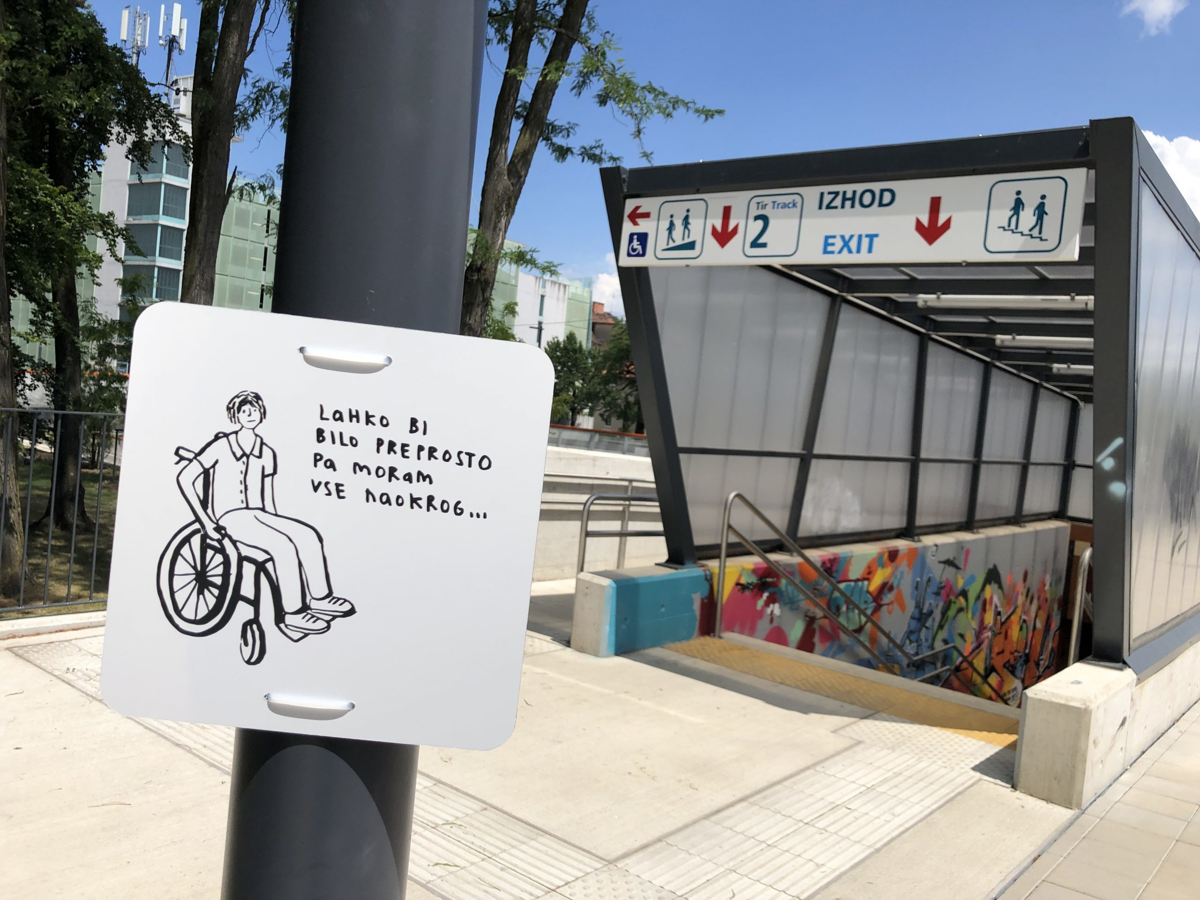 LAHKO BI
BILO PREPROSTO
PA MORAM
VSE NAOKROG...
Tir Track
2
IZHOD
EXIT